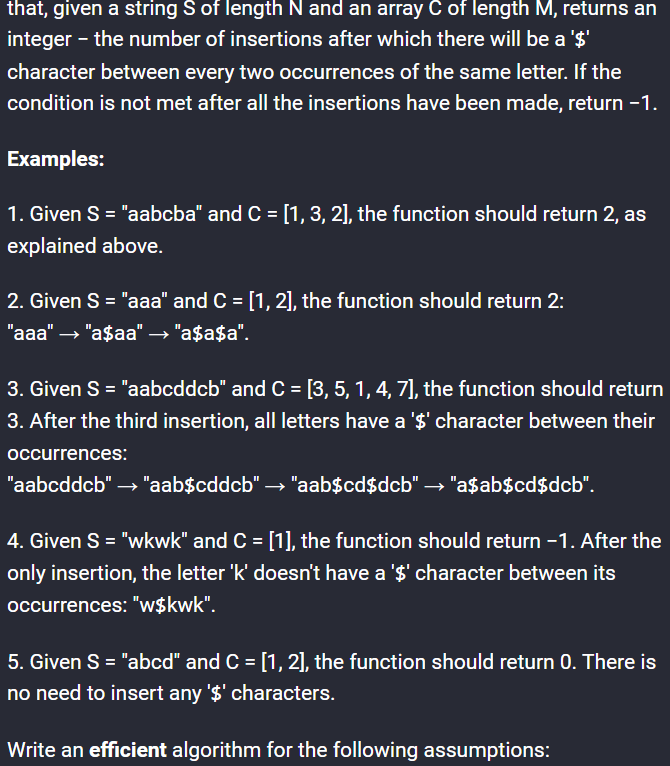 that, given a string S of length N and an array C of length M, returns an
integer – the number of insertions after which there will be a '$'
character between every two occurrences of the same letter. If the
condition is not met after all the insertions have been made, return −1.
Examples:
1. Given S = "aabcba" and C = [1, 3, 2], the function should return 2, as
explained above.
2. Given S = "aaa" and C = [1, 2], the function should return 2:
"aaa" → "a$aa" → "a$a$a".
3. Given S = "aabcddcb" and C = [3, 5, 1, 4, 7], the function should return
3. After the third insertion, all letters have a '$' character between their
occurrences:
"aabcddcb" → "aab$cddcb" → "aab$cd$dcb" → "a$ab$cd$dcb".
4. Given S = "wkwk" and C = [1], the function should return −1. After the
only insertion, the letter 'k' doesn't have a '$' character between its
occurrences: "w$kwk".
5. Given S = "abcd" and C = [1, 2], the function should return 0. There is
no need to insert any '$' characters.
Write an efficient algorithm for the following assumptions: